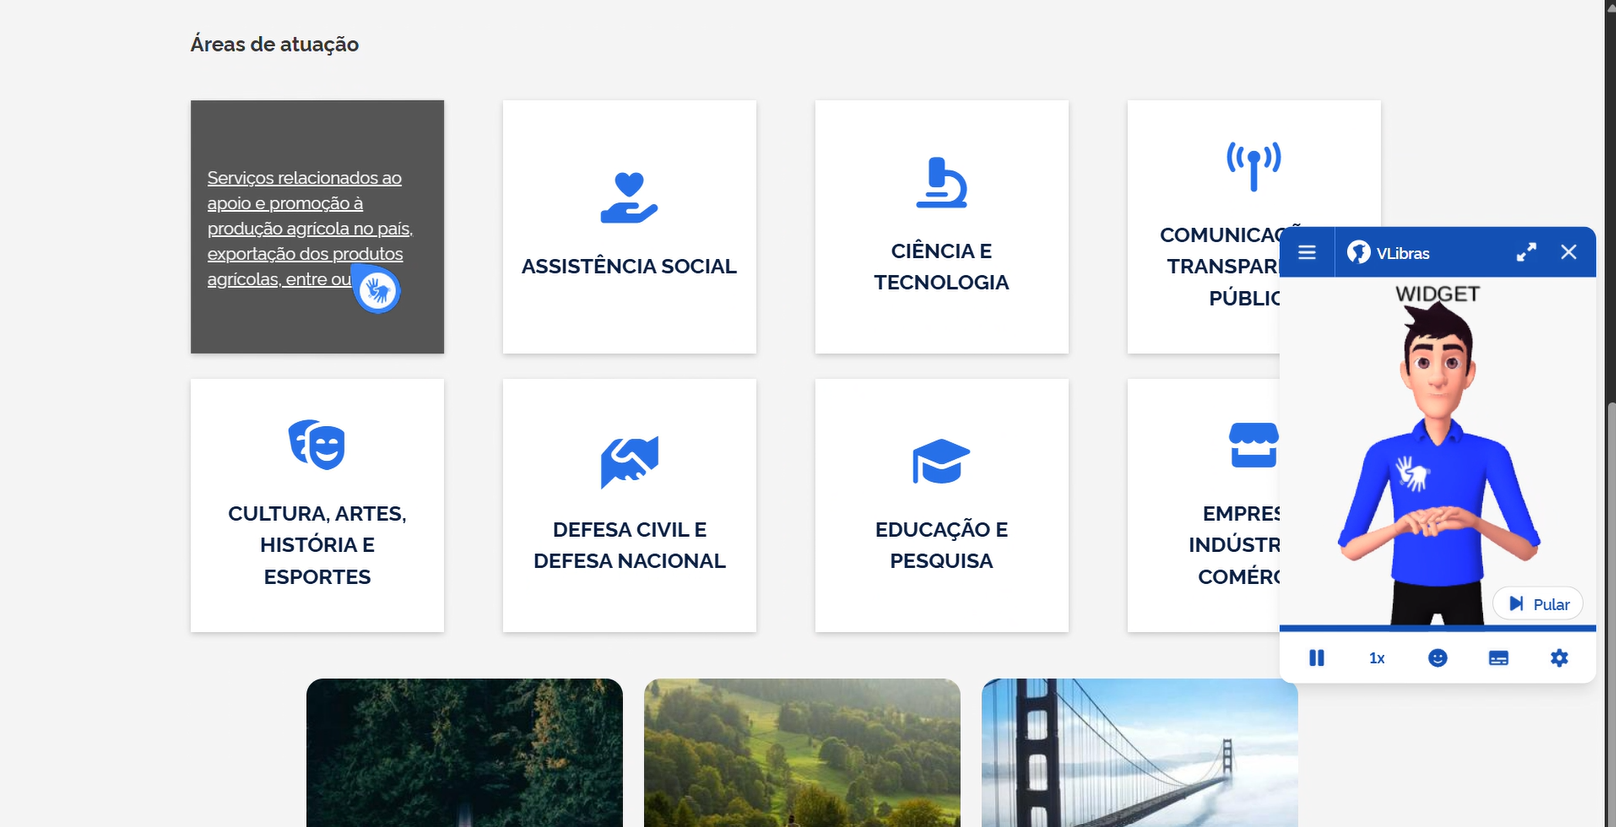 Áreas de atuação
Serviços relacionados ao
apoio e promoção à
produção agrícola no país,
exportação dos produtos
agrícolas, entre ou
ASSISTÊNCIA SOCIAL
CIÊNCIA E
TECNOLOGIA
COMUNICAÇÃ
TRANSPAR
PÚBLIC
CULTURA, ARTES,
HISTÓRIA E
ESPORTES
DEFESA CIVIL E
DEFESA NACIONAL
EDUCAÇÃO E
PESQUISA
EMPRES
INDÚSTR
COMÉRC
VLibras
WIDGET
Pular
1x